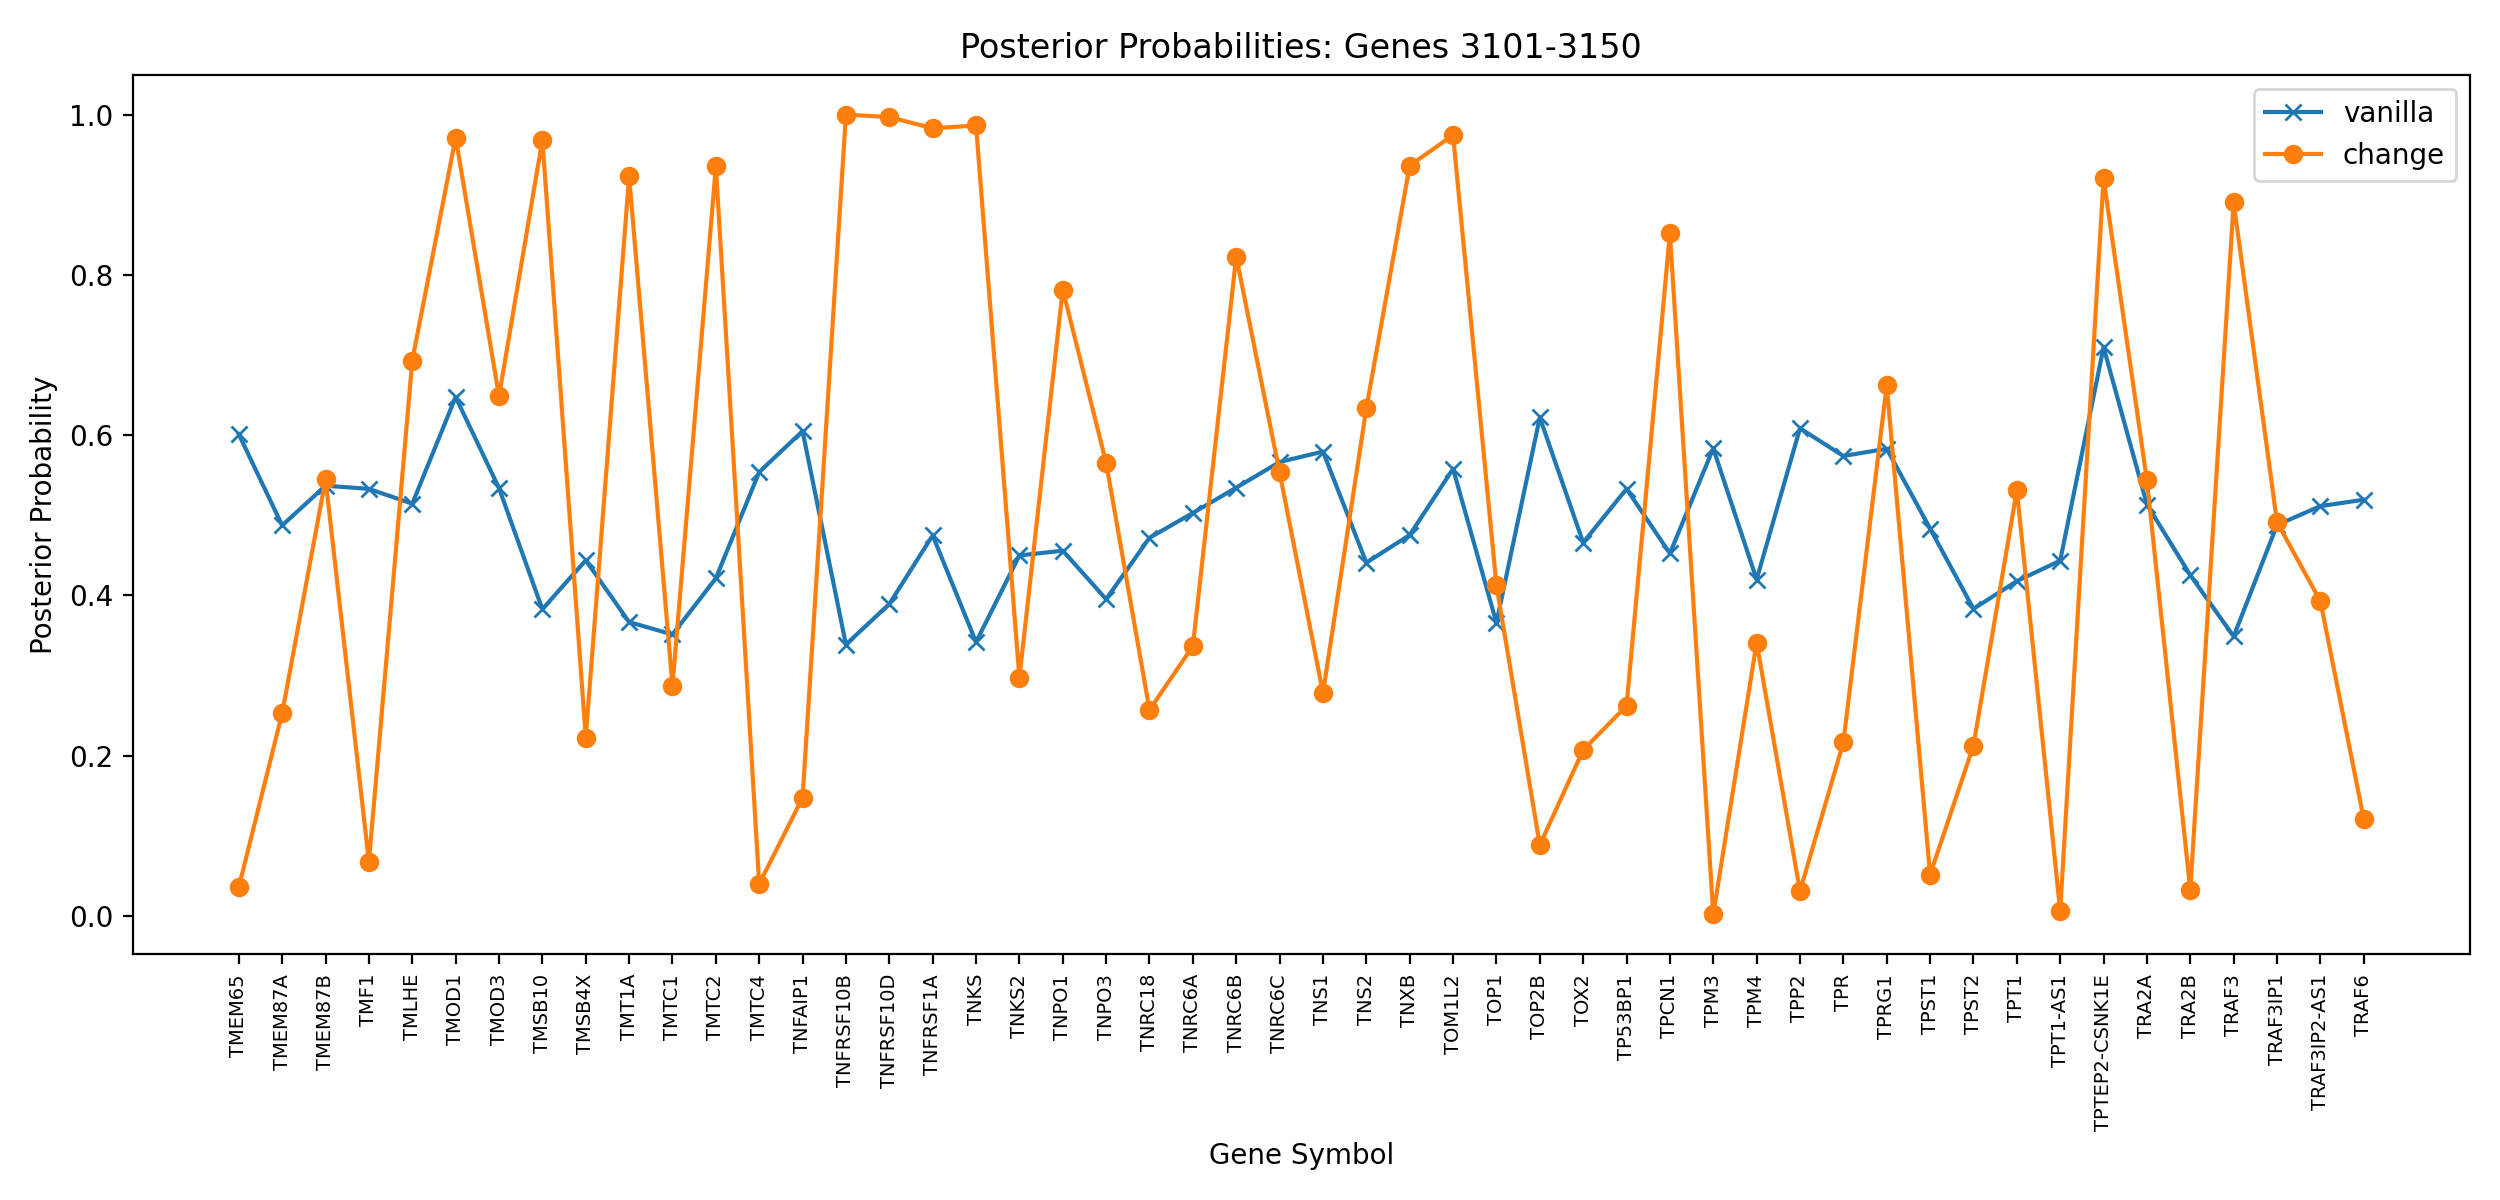 Posterior Probabilities: Genes 3101-3150
vanilla
change
Posterior Probability
1.0
0.8
0.6
0.4
0.2
0.0
TMEM65
TMEM87A
TMEM87B
TMF1
TMLHE
TMOD1
TMOD3
TMSB10
TMSB4X
TMT1A
TMTC1
TMTC2
TMTC4
TNFAIP1
TNFRSF10B
TNFRSF10D
TNFRSF1A
TNKS
TNKS2
TNPO1
TNPO3
TNRC18
TNRC6A
TNRC6B
TNRC6C
TNS1
TNS2
TNXB
TOM1L2
TOP1
TOP2B
TOX2
TP53BP1
TPCN1
TPM3
TPM4
TPP2
TPR
TPRG1
TPST1
TPST2
TPT1
TPT1-AS1
TPTEP2-CSNK1E
TRA2A
TRA2B
TRAF3
TRAF3IP1
TRAF3IP2-AS1
TRAF6
Gene Symbol